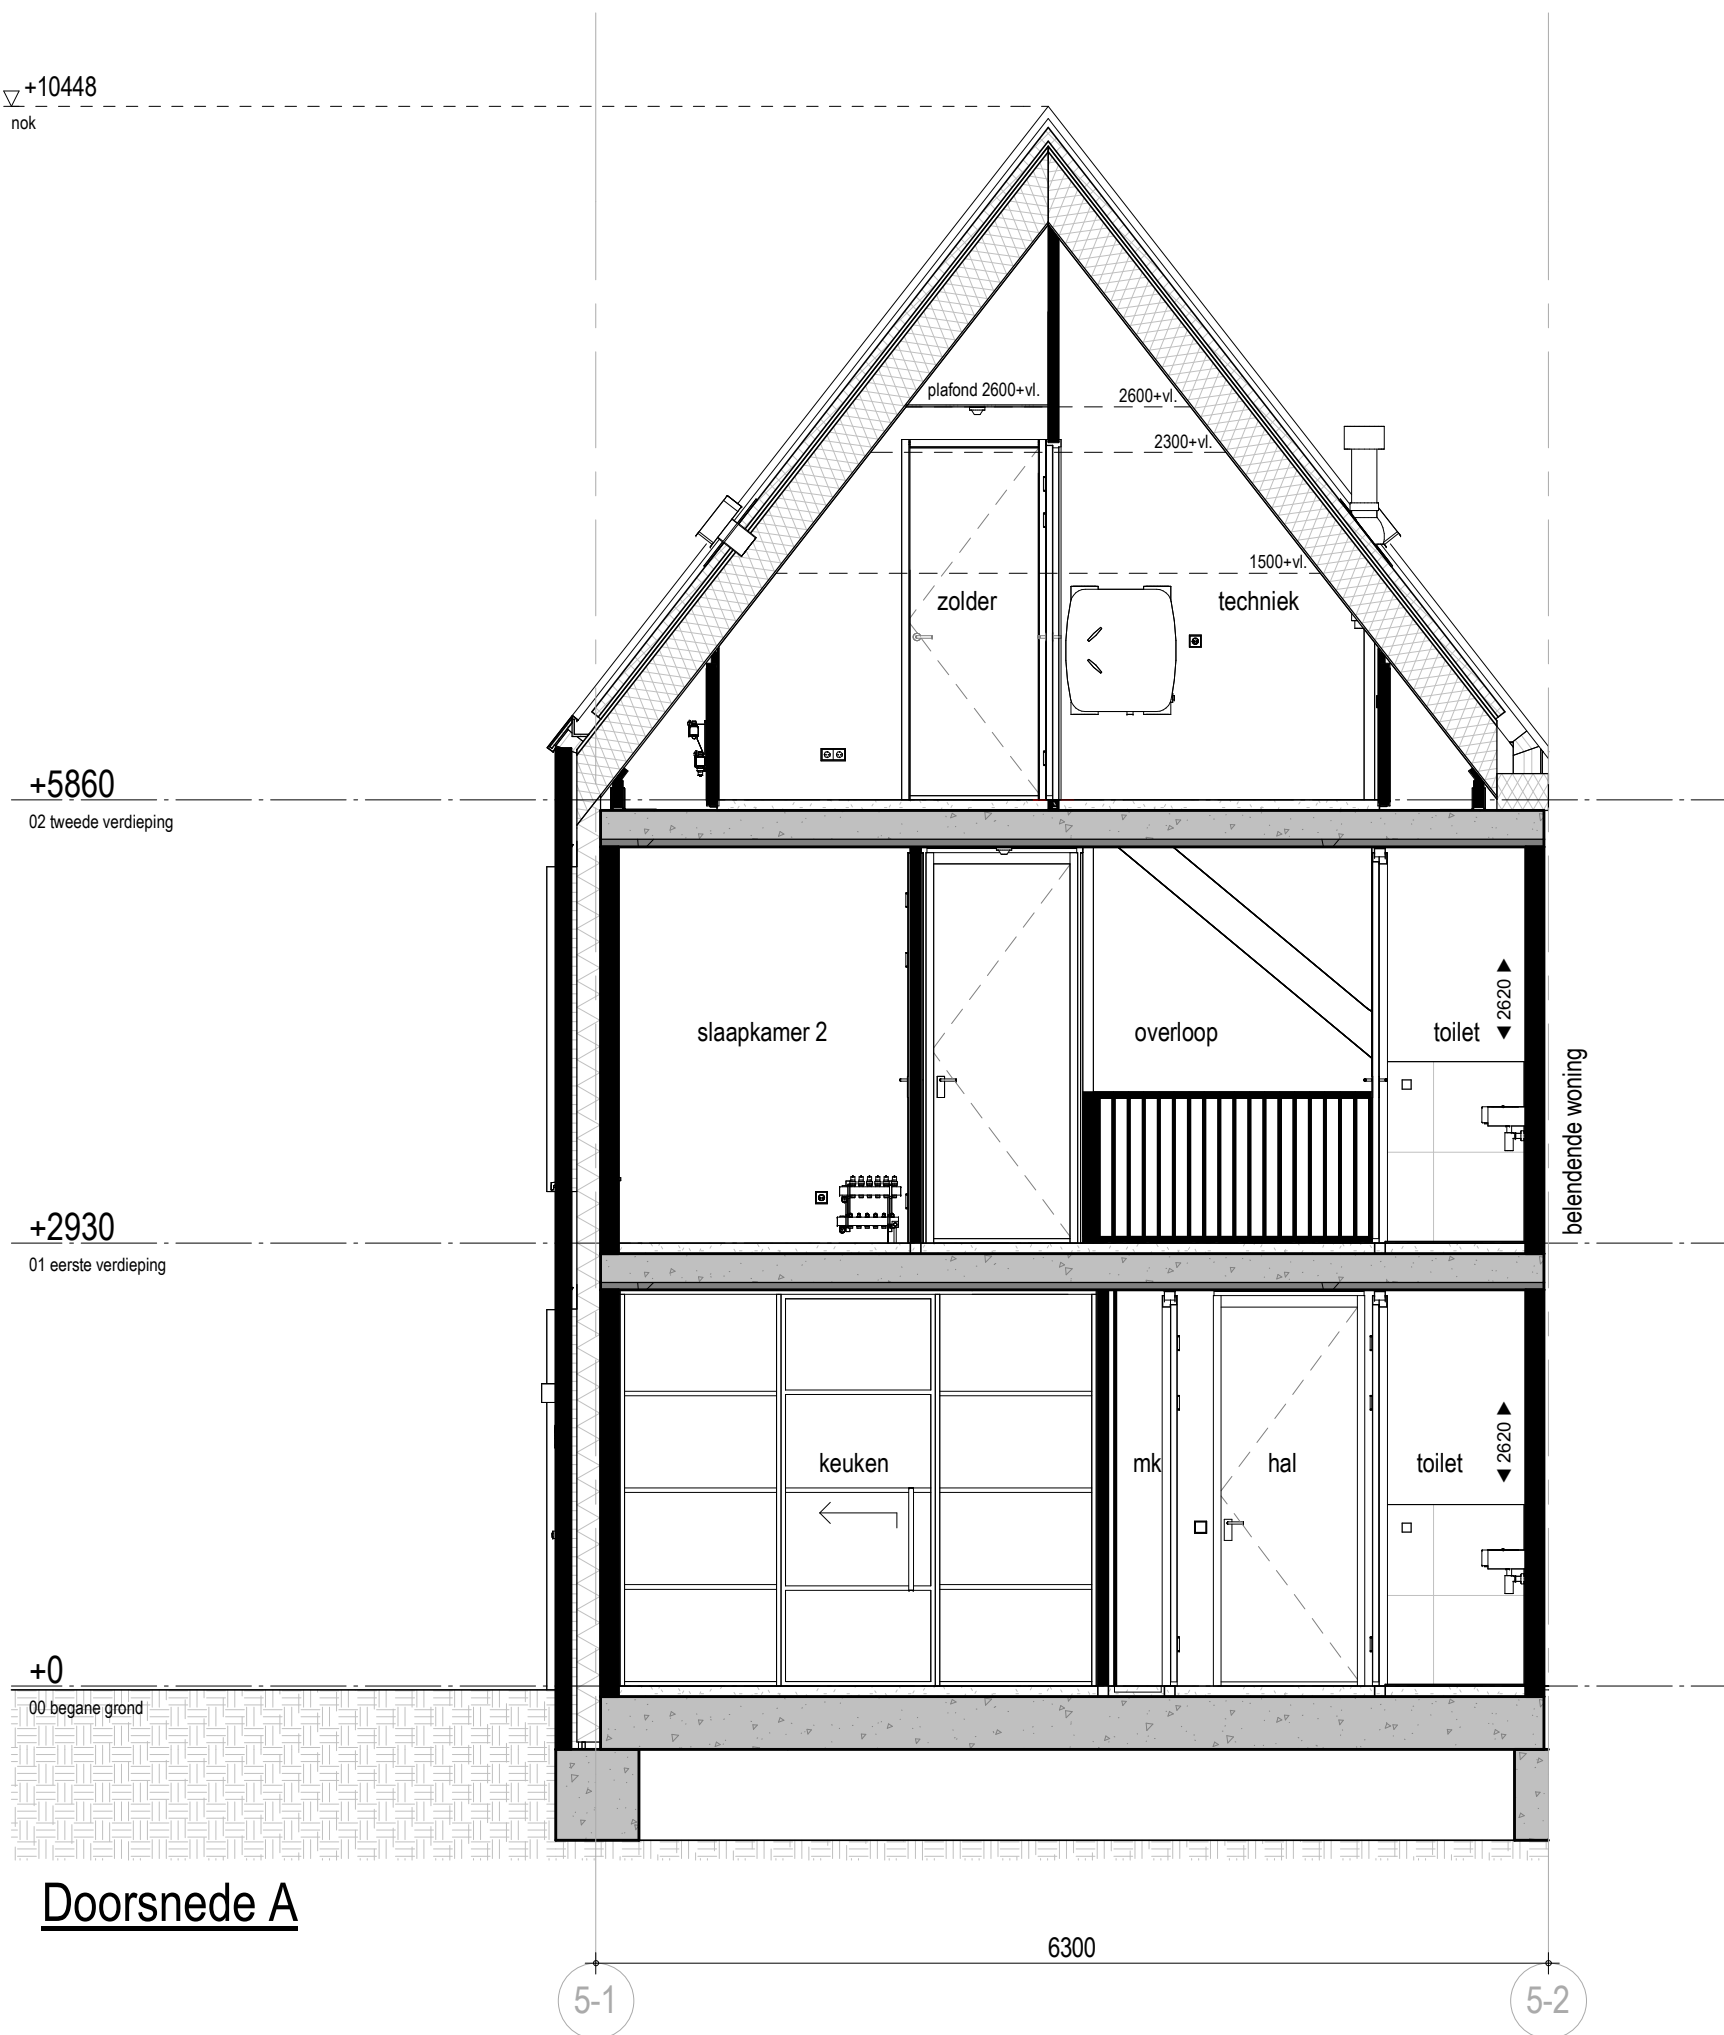 +10448
nok
plafond 2600+vl.
2600+vl.
2300+vl.
1500+vl.
zolder
techniek
+5860
02 tweede verdieping
slaapkamer 2
overloop
toilet
2620
belendende woning
+2930
01 eerste verdieping
keuken
mk
hal
toilet
2620
+0
00 begane grond
Doorsnede A
6300
5-1
5-2